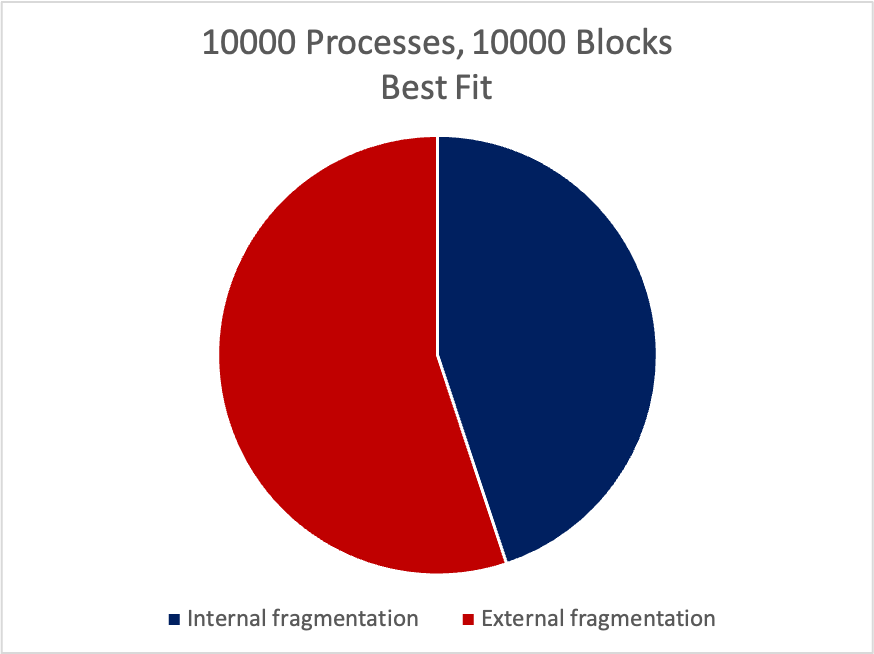 10000 Processes, 10000 Blocks
Best Fit
Internal fragmentation
External fragmentation